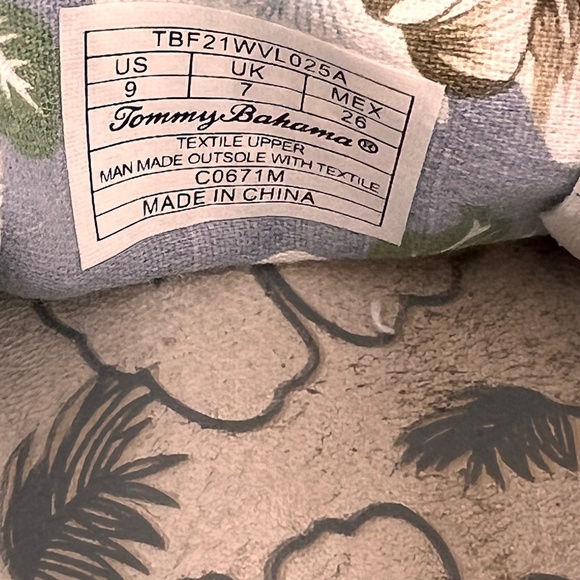 TBF21WVL025A
US UK MEX
9 7 26
Tommy Bahama ®
TEXTILE UPPER
MAN MADE OUTSOLE WITH TEXTILE
C0671M
MADE IN CHINA